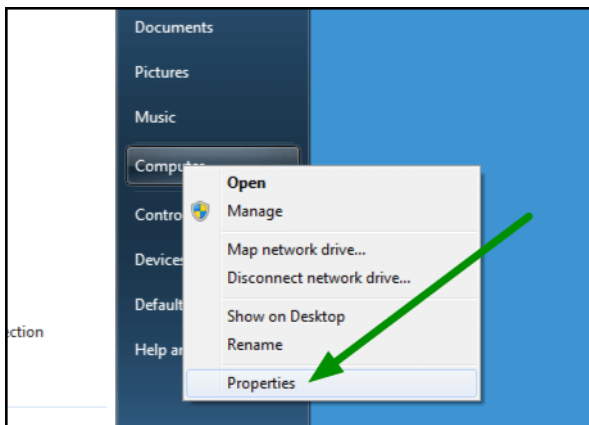 Documents
Pictures
Music
Computer
Open
Manage
Contro
Map network drive...
Devices
Disconnect network drive...
Default
Show on Desktop
ection
Rename
Help an
Properties